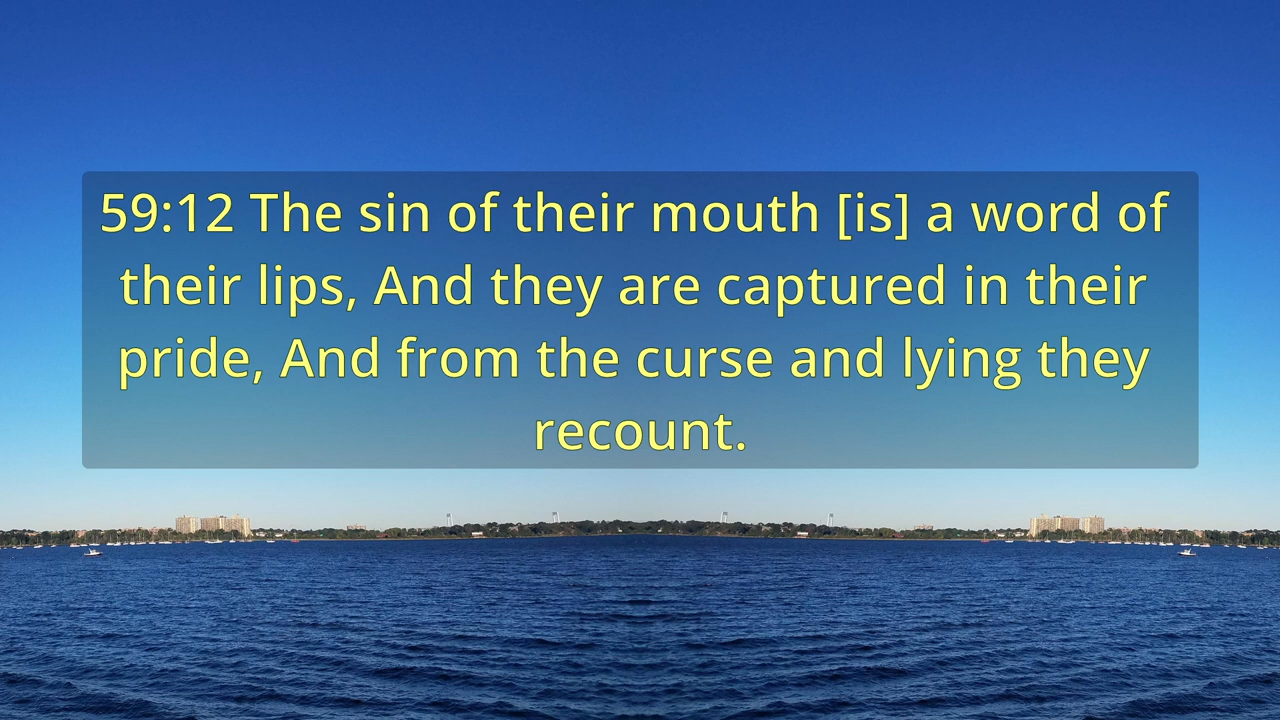 59:12 The sin of their mouth [is] a word of
their lips, And they are captured in their
pride, And from the curse and lying they
recount.